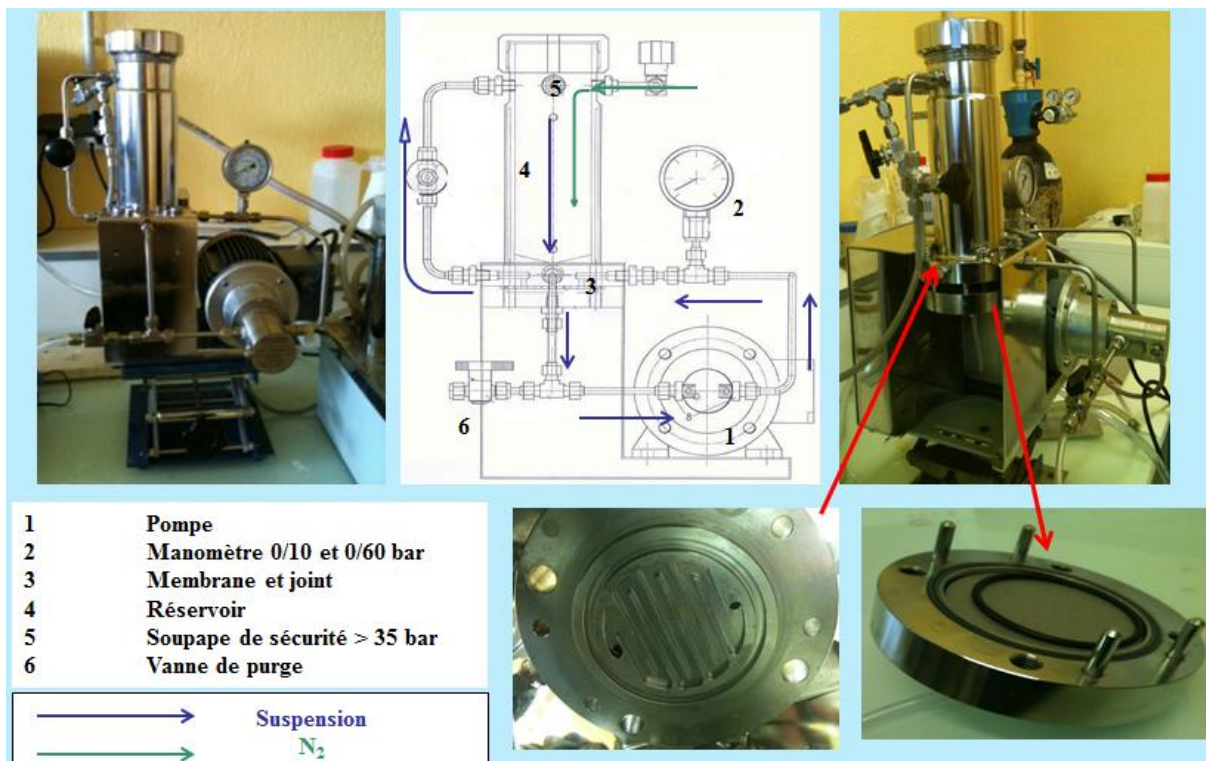 5
4
2
3
6
1
8
1 Pompe
2 Manomètre 0/10 et 0/60 bar
3 Membrane et joint
4 Réservoir
5 Soupape de sécurité > 35 bar
6 Vanne de purge
Suspension
N₂